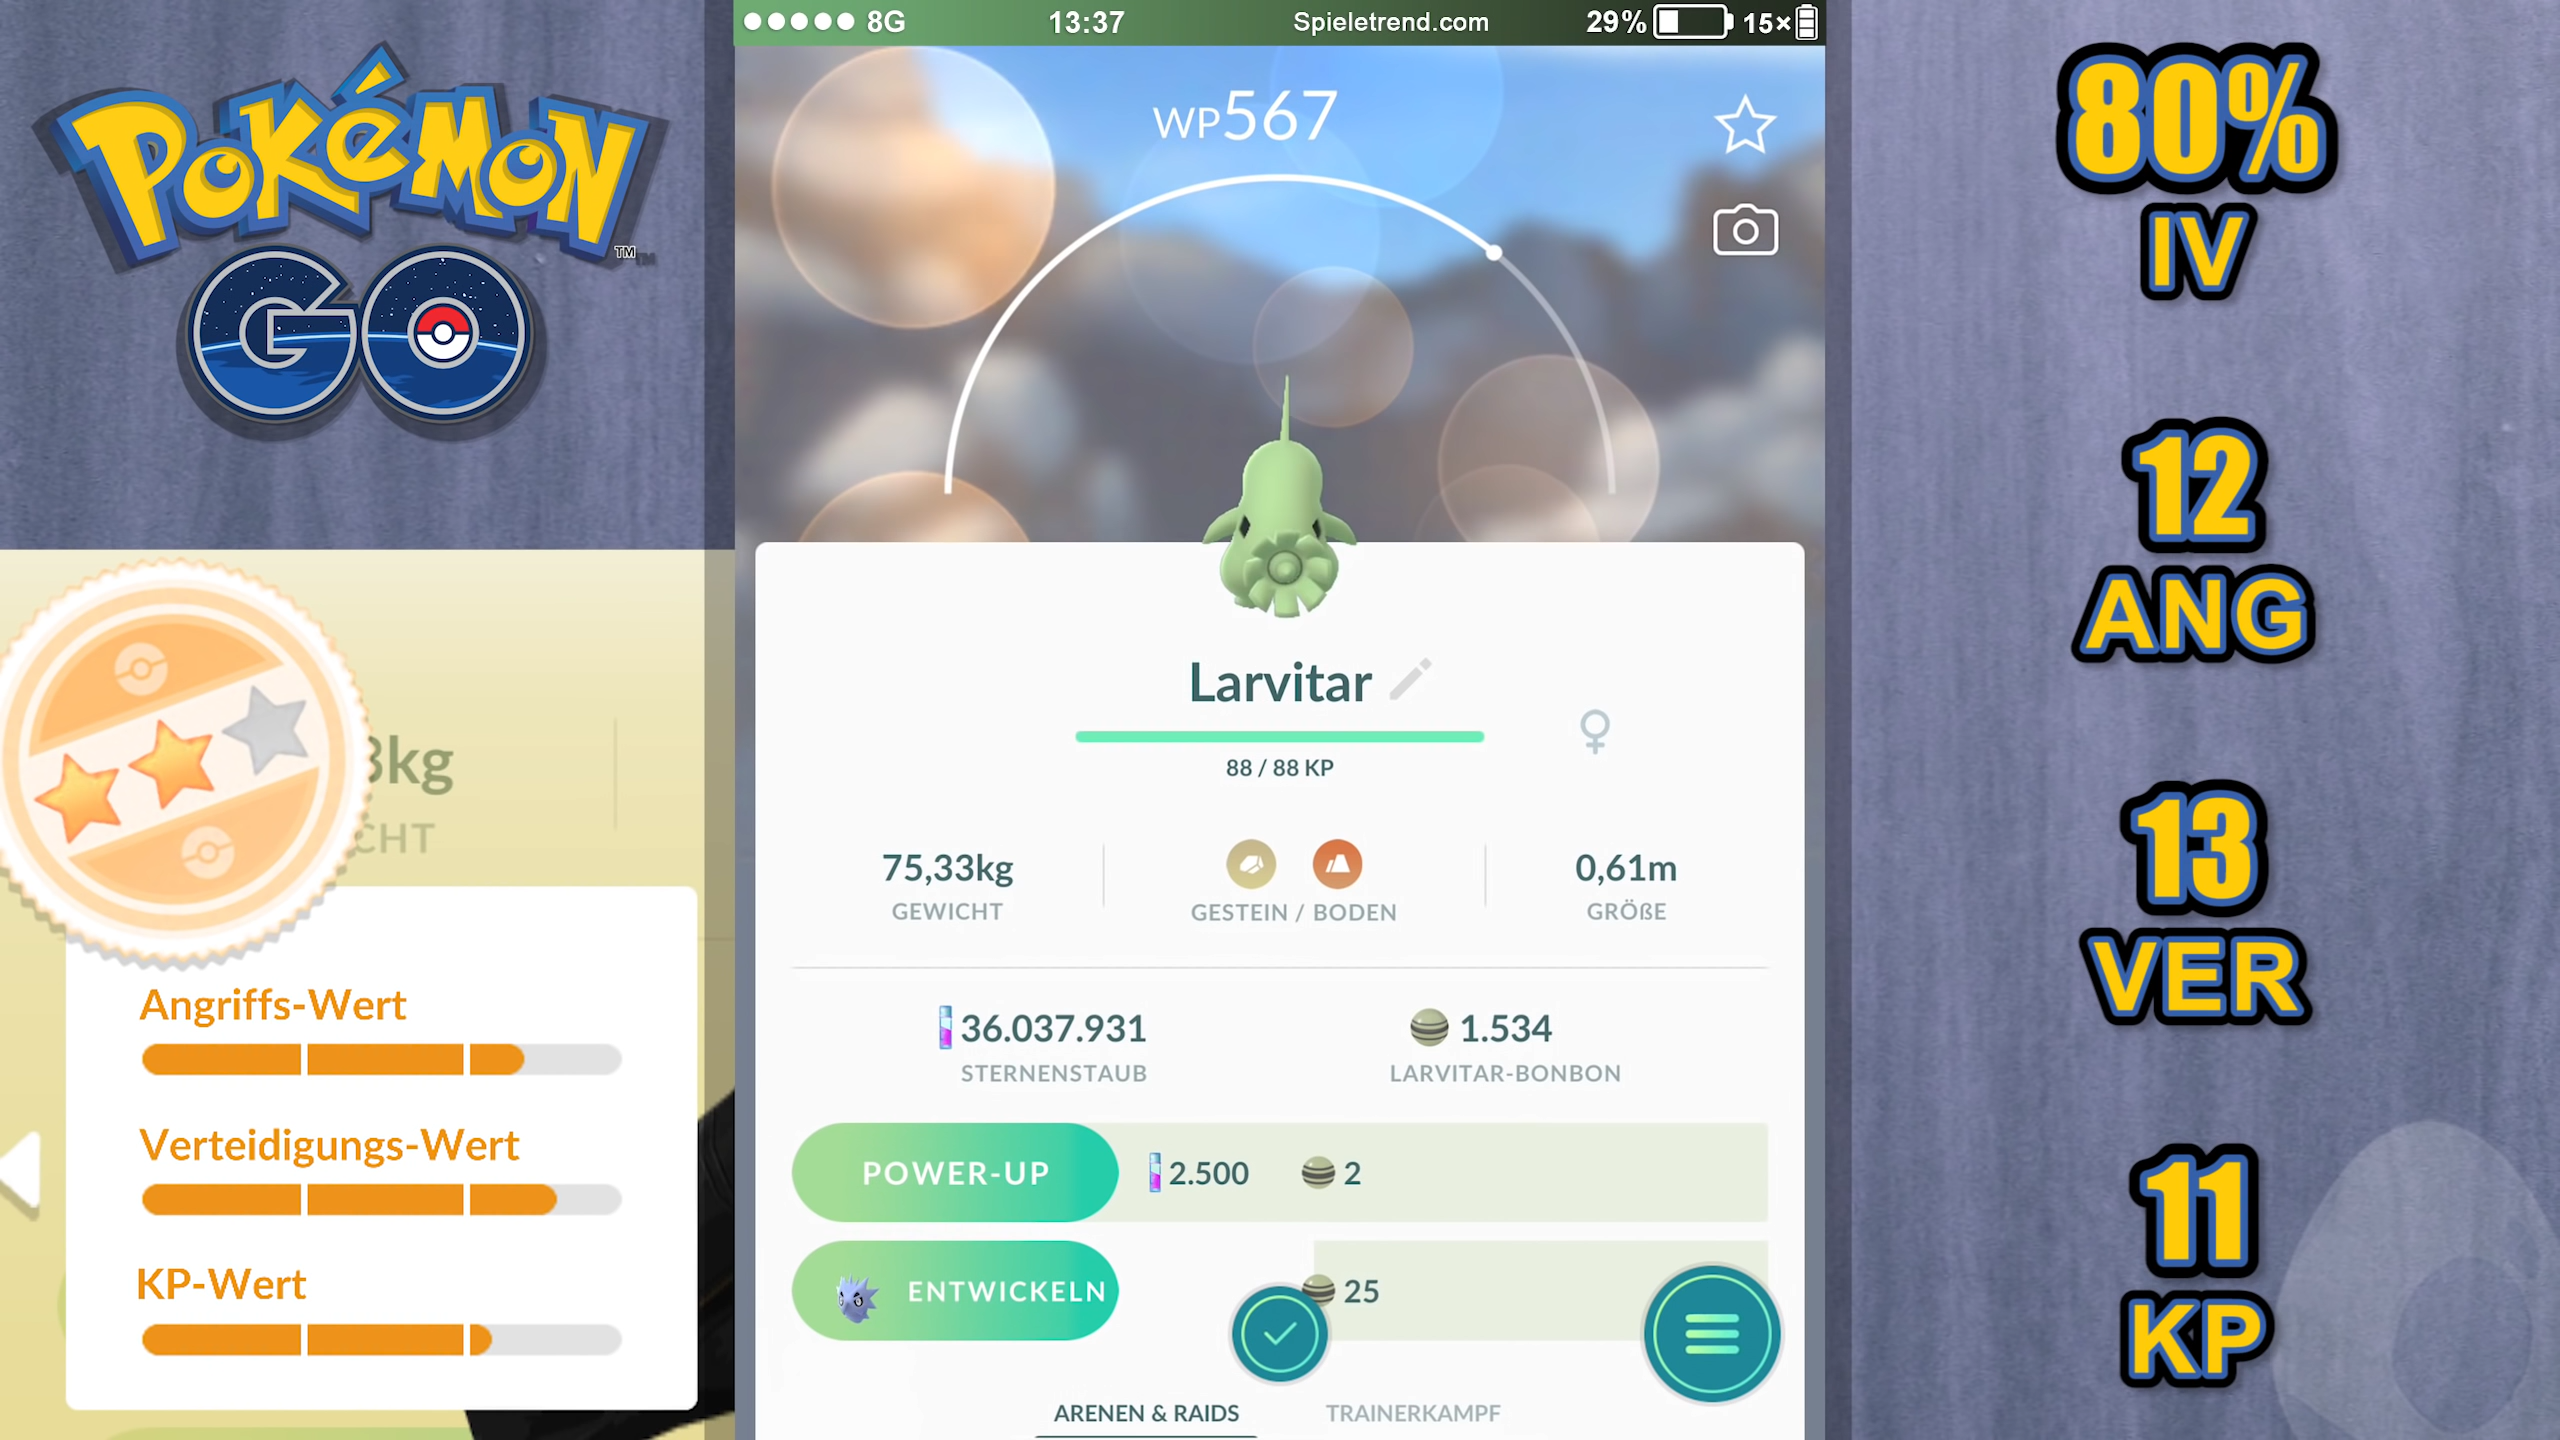 8G 13:37 Spieletrend.com 29% 15×
POKéMON
GO
TM
WP567
Larvitar
88 / 88 KP
75,33kg
GEWICHT
GESTEIN / BODEN
0,61m
GRÖßE
36.037.931
STERNENSTAUB
1.534
LARVITAR-BONBON
POWER-UP 2.500 2
ENTWICKELN 25
ARENEN & RAIDS TRAINERKAMPF
3kg
CHT
Angriffs-Wert
Verteidigungs-Wert
KP-Wert
80%
IV
12
ANG
13
VER
11
KP